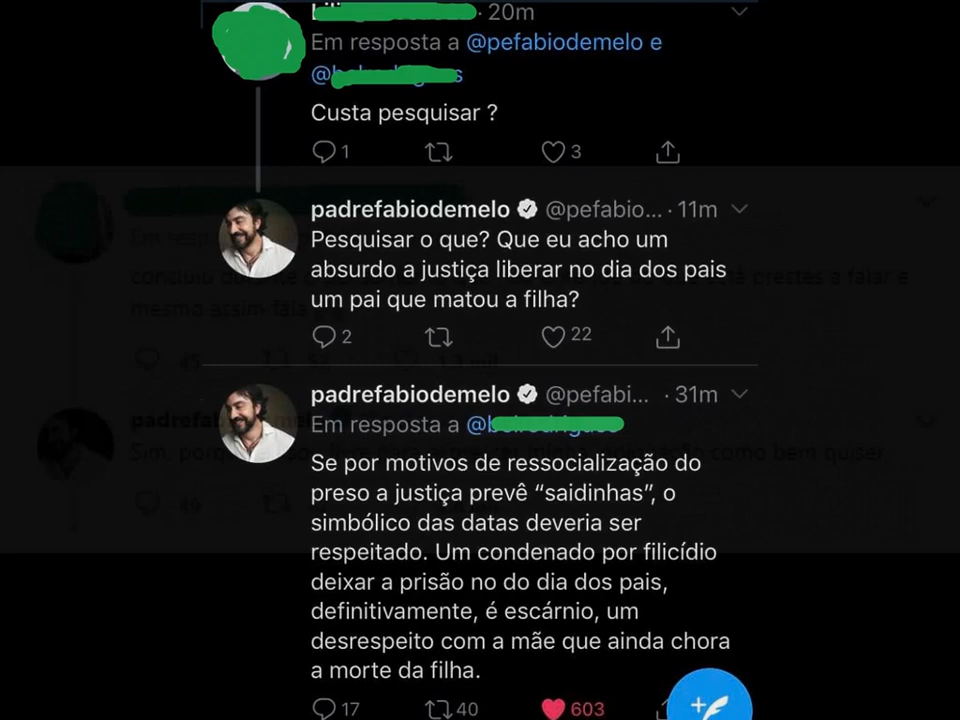 20m
Em resposta a @pefabiodemelo e
Custa pesquisar ?
1 3
padrefabiodemelo @pefabio... · 11m
Pesquisar o que? Que eu acho um
absurdo a justiça liberar no dia dos pais
um pai que matou a filha?
2 22
padrefabiodemelo @pefabi... · 31m
Em resposta a
Se por motivos de ressocialização do
preso a justiça prevê “saidinhas”, o
simbólico das datas deveria ser
respeitado. Um condenado por filicídio
deixar a prisão no do dia dos pais,
definitivamente, é escárnio, um
desrespeito com a mãe que ainda chora
a morte da filha.
17 40 603